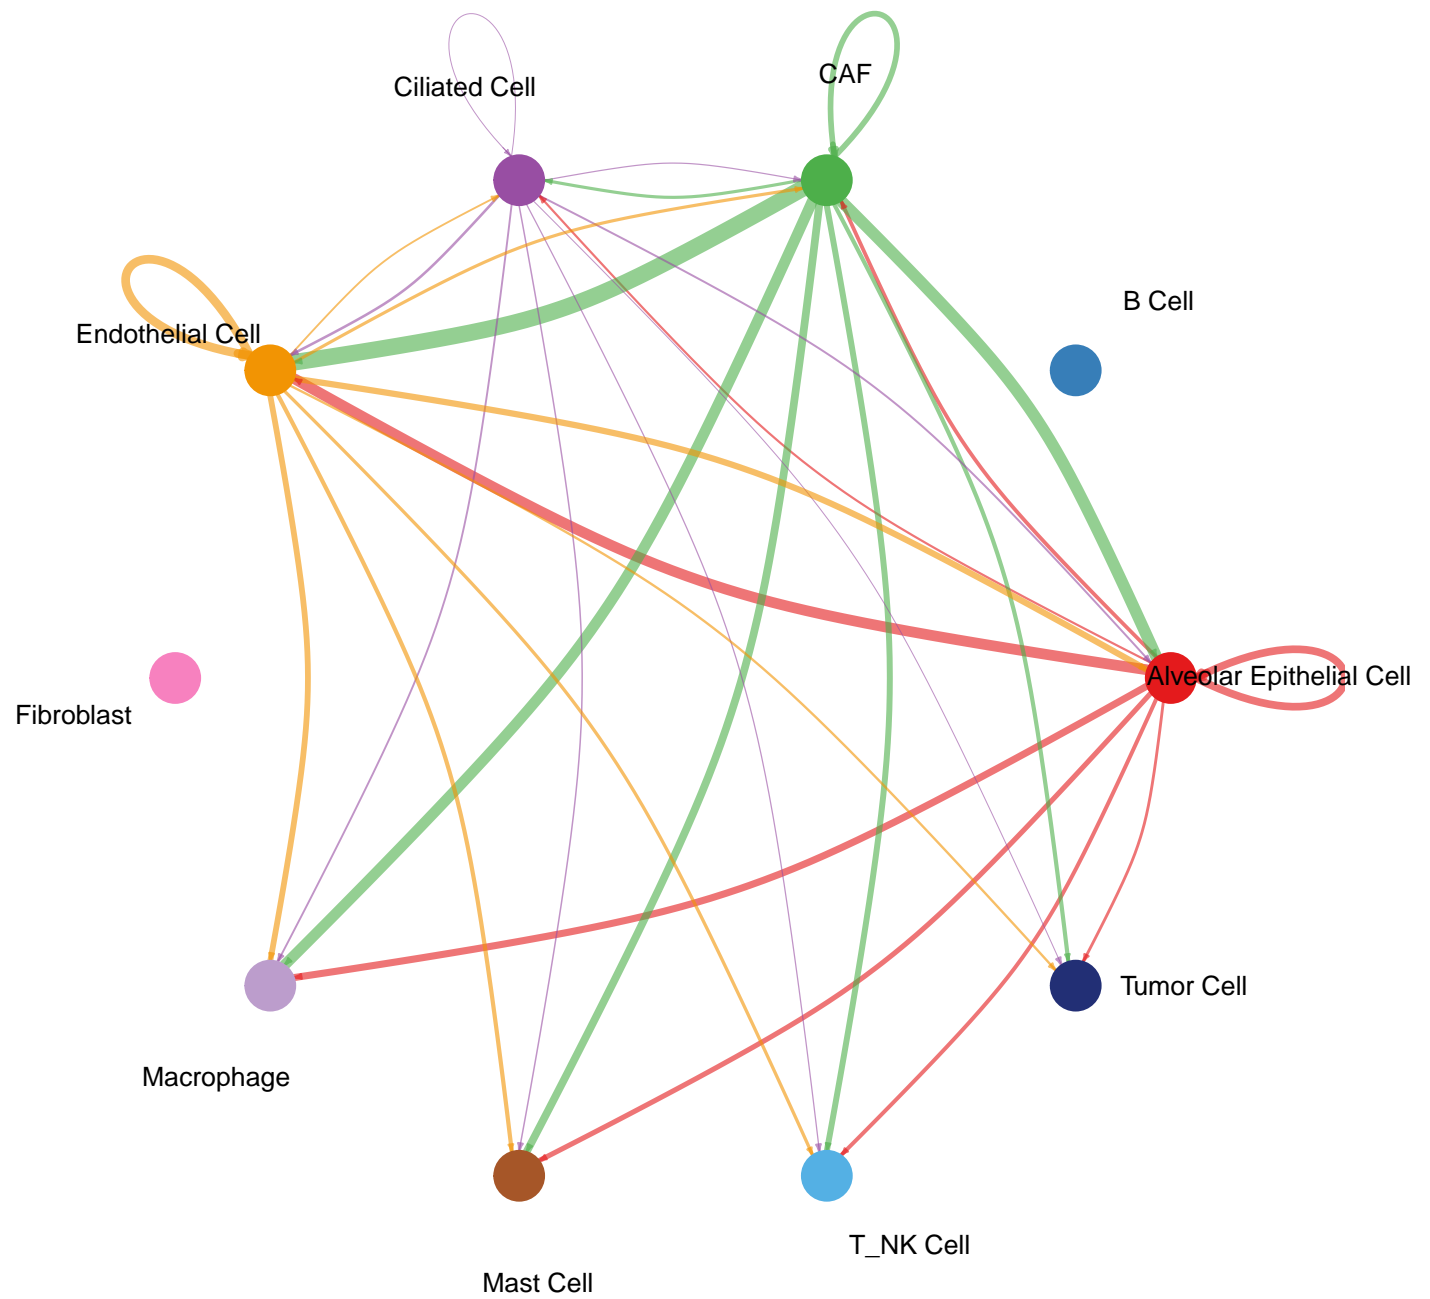 CAF
Ciliated Cell
B Cell
Endothelial Cell
Alveolar Epithelial Cell
Fibroblast
Tumor Cell
Macrophage
T_NK Cell
Mast Cell